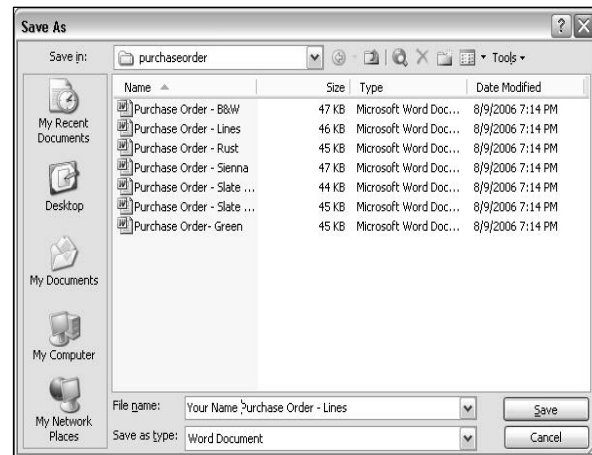 Save As
Save in: purchaseorder Tools
Name Size Type Date Modified
Purchase Order - B&W 47 KB Microsoft Word Doc... 8/9/2006 7:14 PM
Purchase Order - Lines 46 KB Microsoft Word Doc... 8/9/2006 7:14 PM
Purchase Order - Rust 45 KB Microsoft Word Doc... 8/9/2006 7:14 PM
Purchase Order - Sienna 47 KB Microsoft Word Doc... 8/9/2006 7:14 PM
Purchase Order - Slate ... 44 KB Microsoft Word Doc... 8/9/2006 7:14 PM
Purchase Order - Slate ... 45 KB Microsoft Word Doc... 8/9/2006 7:14 PM
Purchase Order- Green 45 KB Microsoft Word Doc... 8/9/2006 7:14 PM
My Recent
Documents
Desktop
My Documents
My Computer
My Network
Places
File name: Your Name Purchase Order - Lines Save
Save as type: Word Document Cancel